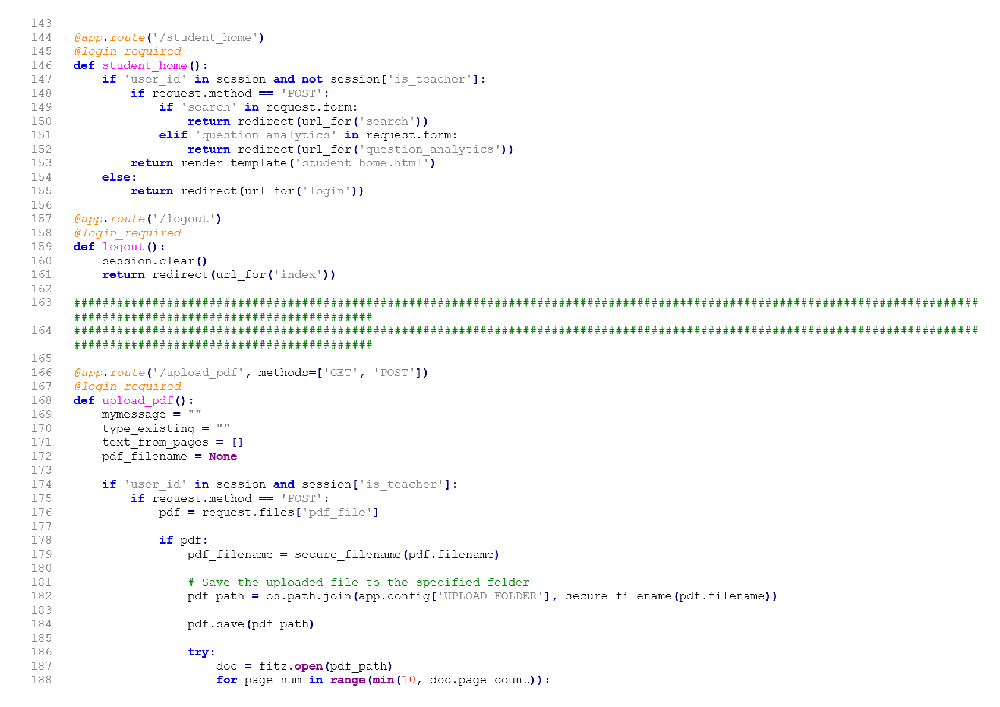 143
144 @app.route('/student_home')
145 @login_required
146 def student_home():
147     if 'user_id' in session and not session['is_teacher']:
148         if request.method == 'POST':
149             if 'search' in request.form:
150                 return redirect(url_for('search'))
151             elif 'question_analytics' in request.form:
152                 return redirect(url_for('question_analytics'))
153         return render_template('student_home.html')
154     else:
155         return redirect(url_for('login'))
156
157 @app.route('/logout')
158 @login_required
159 def logout():
160     session.clear()
161     return redirect(url_for('index'))
162
163 ###############################################################################################################################
##########################################
164 ###############################################################################################################################
##########################################
165
166 @app.route('/upload_pdf', methods=['GET', 'POST'])
167 @login_required
168 def upload_pdf():
169     mymessage = ""
170     type_existing = ""
171     text_from_pages = []
172     pdf_filename = None
173
174     if 'user_id' in session and session['is_teacher']:
175         if request.method == 'POST':
176             pdf = request.files['pdf_file']
177
178             if pdf:
179                 pdf_filename = secure_filename(pdf.filename)
180
181                 # Save the uploaded file to the specified folder
182                 pdf_path = os.path.join(app.config['UPLOAD_FOLDER'], secure_filename(pdf.filename))
183
184                 pdf.save(pdf_path)
185
186                 try:
187                     doc = fitz.open(pdf_path)
188                     for page_num in range(min(10, doc.page_count)):